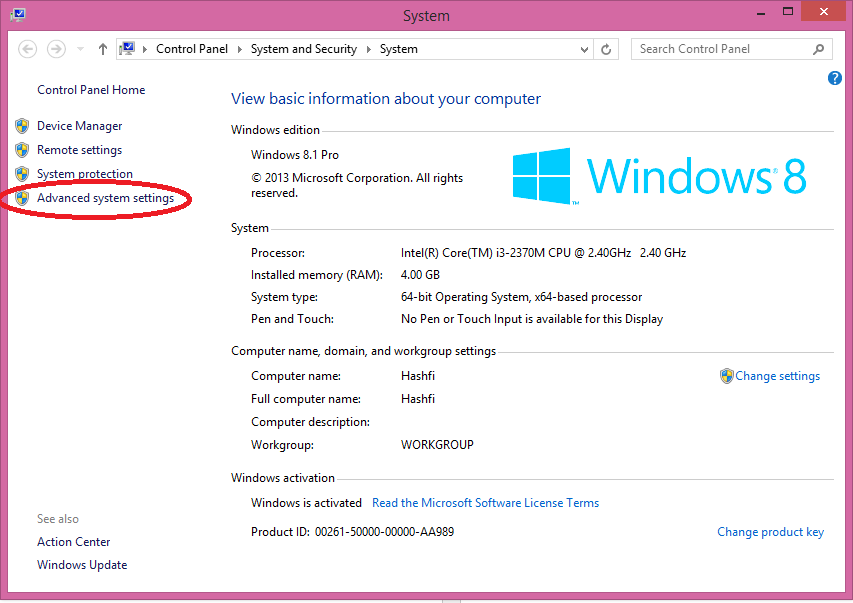 System
Control Panel System and Security System
Search Control Panel
Control Panel Home
Device Manager
Remote settings
System protection
Advanced system settings
View basic information about your computer
Windows edition
Windows 8.1 Pro
© 2013 Microsoft Corporation. All rights
reserved.
Windows 8
System
Processor: Intel(R) Core(TM) i3-2370M CPU @ 2.40GHz 2.40 GHz
Installed memory (RAM): 4.00 GB
System type: 64-bit Operating System, x64-based processor
Pen and Touch: No Pen or Touch Input is available for this Display
Computer name, domain, and workgroup settings
Computer name: Hashfi
Change settings
Full computer name: Hashfi
Computer description:
Workgroup: WORKGROUP
Windows activation
Windows is activated Read the Microsoft Software License Terms
Product ID: 00261-50000-00000-AA989
Change product key
See also
Action Center
Windows Update